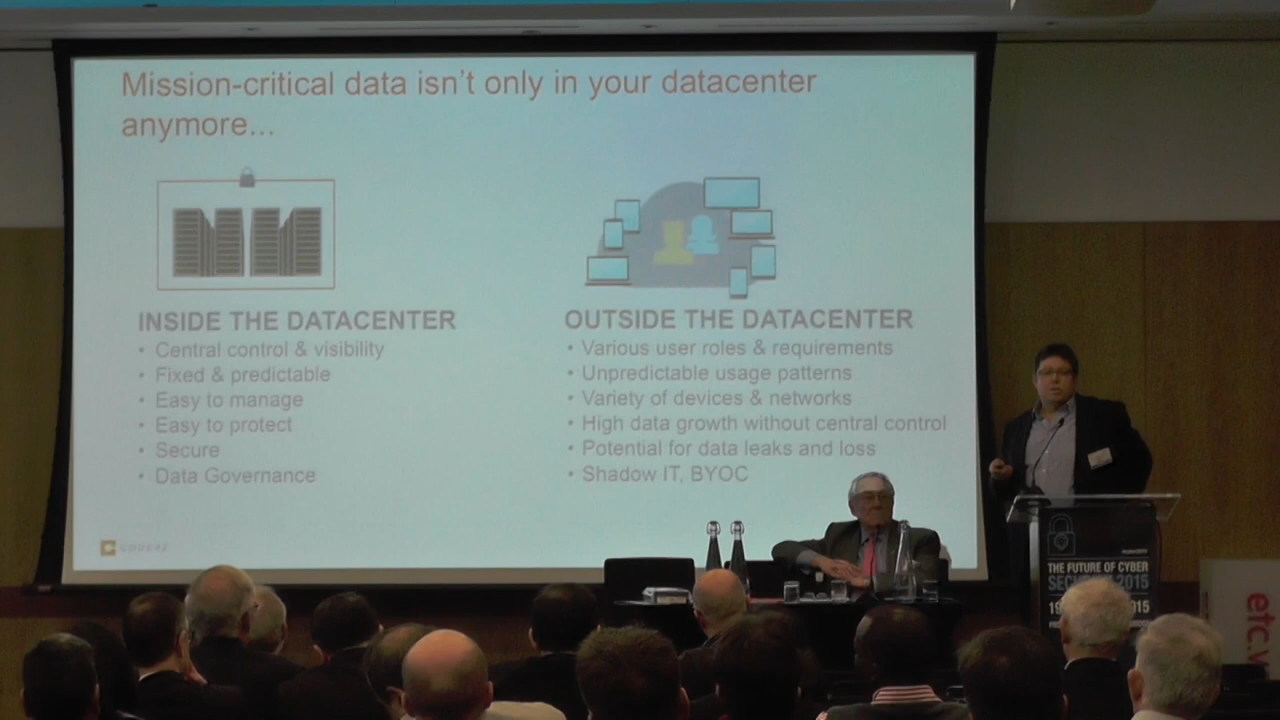 Mission-critical data isn't only in your datacenter
anymore...
INSIDE THE DATACENTER
• Central control & visibility
• Fixed & predictable
• Easy to manage
• Easy to protect
• Secure
• Data Governance
OUTSIDE THE DATACENTER
• Various user roles & requirements
• Unpredictable usage patterns
• Variety of devices & networks
• High data growth without central control
• Potential for data leaks and loss
• Shadow IT, BYOC
THE FUTURE OF CYBER
2015
etc.v